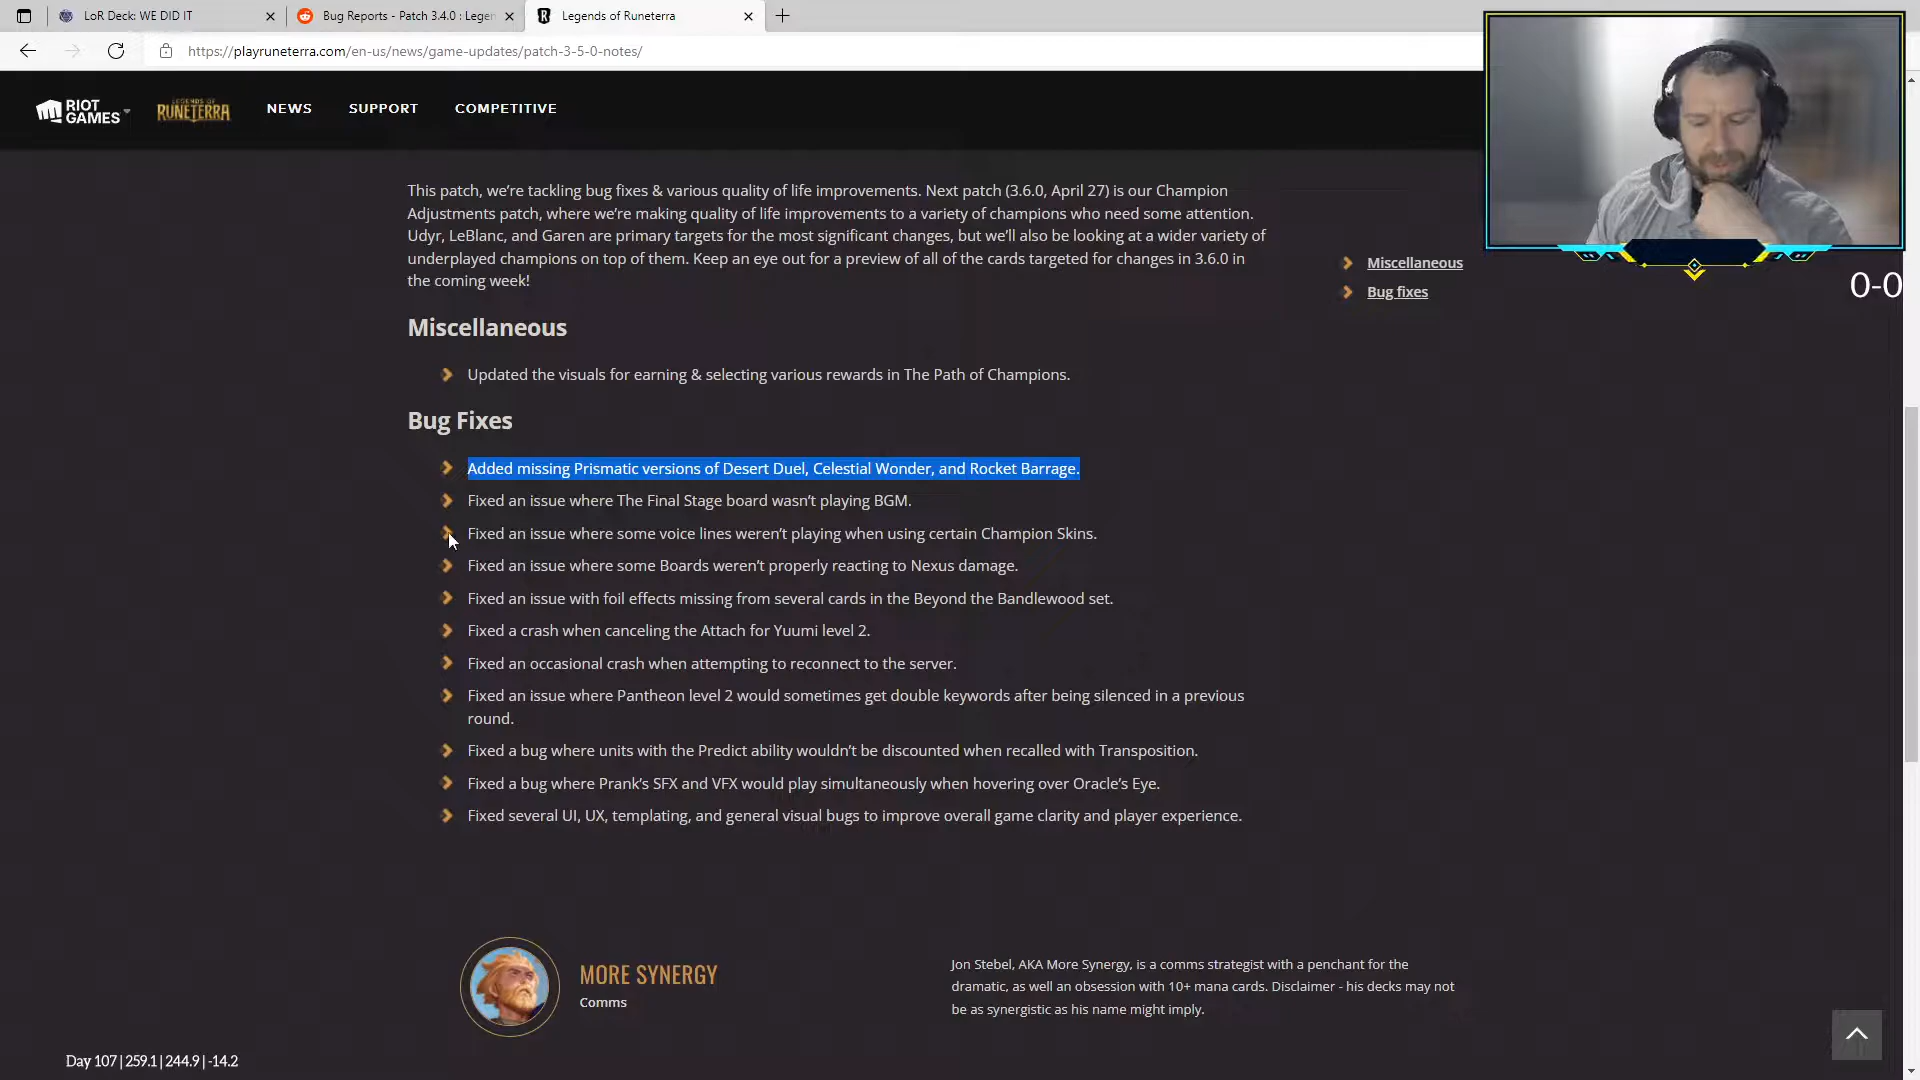 LoR Deck: WE DID IT
Bug Reports - Patch 3.4.0 : Leger
Legends of Runeterra
https://playruneterra.com/en-us/news/game-updates/patch-3-5-0-notes/
RIOT GAMES
LEGENDS OF RUNETERRA
NEWS
SUPPORT
COMPETITIVE
This patch, we’re tackling bug fixes & various quality of life improvements. Next patch (3.6.0, April 27) is our Champion
Adjustments patch, where we’re making quality of life improvements to a variety of champions who need some attention.
Udyr, LeBlanc, and Garen are primary targets for the most significant changes, but we’ll also be looking at a wider variety of
underplayed champions on top of them. Keep an eye out for a preview of all of the cards targeted for changes in 3.6.0 in
the coming week!
Miscellaneous
Bug fixes
0-0
Miscellaneous
Updated the visuals for earning & selecting various rewards in The Path of Champions.
Bug Fixes
Added missing Prismatic versions of Desert Duel, Celestial Wonder, and Rocket Barrage.
Fixed an issue where The Final Stage board wasn’t playing BGM.
Fixed an issue where some voice lines weren’t playing when using certain Champion Skins.
Fixed an issue where some Boards weren’t properly reacting to Nexus damage.
Fixed an issue with foil effects missing from several cards in the Beyond the Bandlewood set.
Fixed a crash when canceling the Attach for Yuumi level 2.
Fixed an occasional crash when attempting to reconnect to the server.
Fixed an issue where Pantheon level 2 would sometimes get double keywords after being silenced in a previous
round.
Fixed a bug where units with the Predict ability wouldn’t be discounted when recalled with Transposition.
Fixed a bug where Prank’s SFX and VFX would play simultaneously when hovering over Oracle’s Eye.
Fixed several UI, UX, templating, and general visual bugs to improve overall game clarity and player experience.
MORE SYNERGY
Comms
Jon Stebel, AKA More Synergy, is a comms strategist with a penchant for the
dramatic, as well an obsession with 10+ mana cards. Disclaimer - his decks may not
be as synergistic as his name might imply.
Day 107 | 259.1 | 244.9 | -14.2